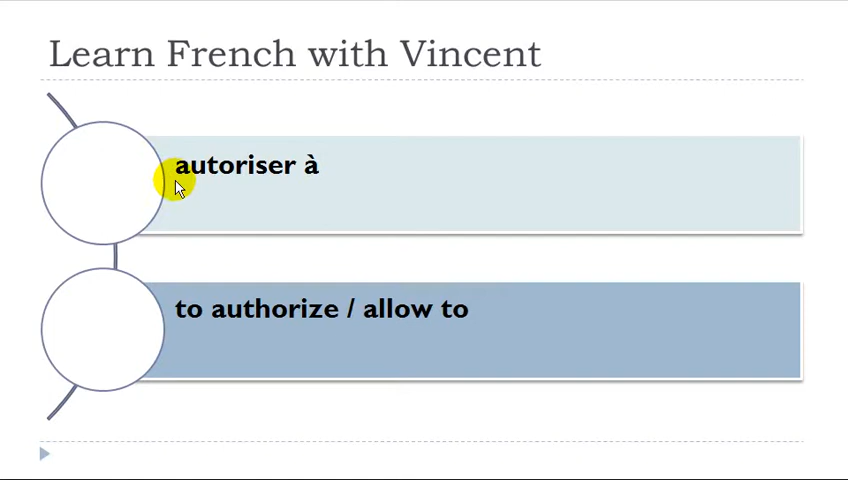 Learn French with Vincent
autoriser à
to authorize / allow to